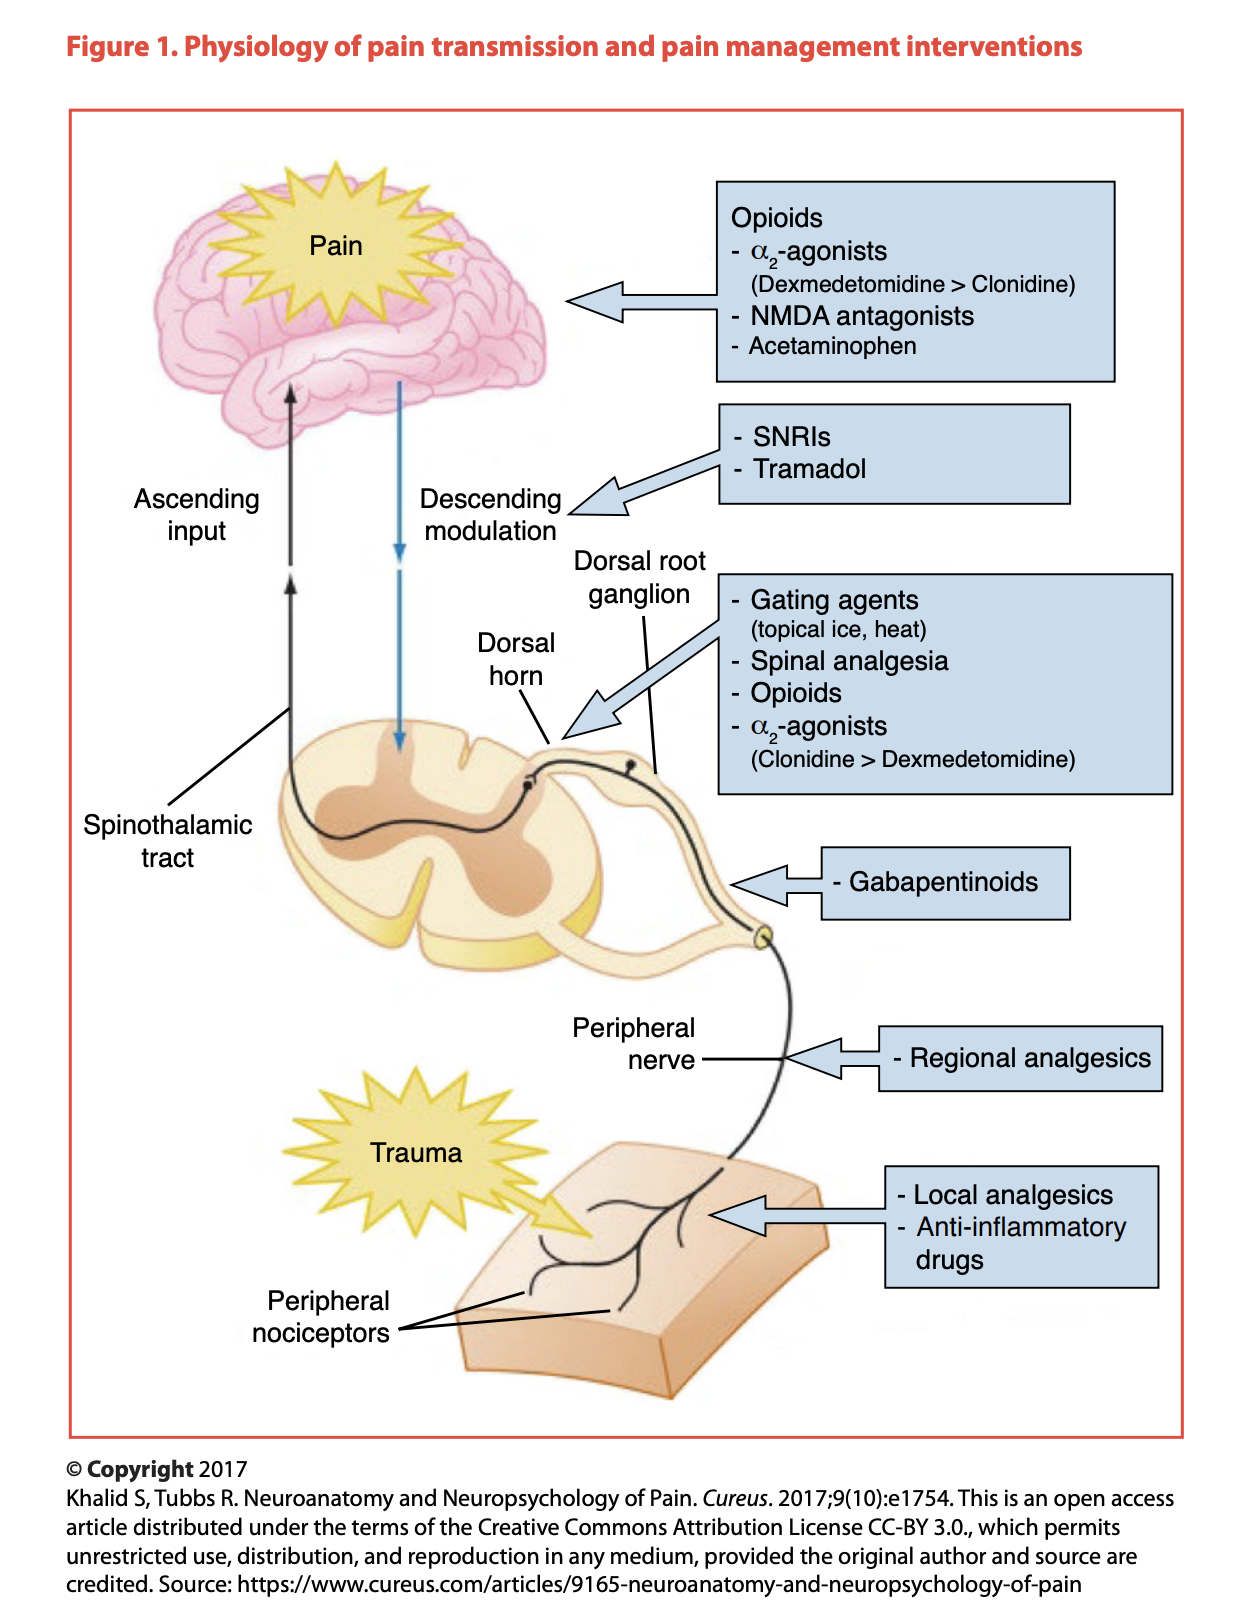 Figure 1. Physiology of pain transmission and pain management interventions
Pain
Opioids
- α2-agonists
(Dexmedetomidine > Clonidine)
- NMDA antagonists
- Acetaminophen
- SNRIs
- Tramadol
Ascending
input
Descending
modulation
Dorsal root
ganglion
- Gating agents
(topical ice, heat)
- Spinal analgesia
- Opioids
- α2-agonists
(Clonidine > Dexmedetomidine)
Dorsal
horn
Spinothalamic
tract
- Gabapentinoids
Peripheral
nerve
- Regional analgesics
Trauma
- Local analgesics
- Anti-inflammatory
drugs
Peripheral
nociceptors
© Copyright 2017
Khalid S, Tubbs R. Neuroanatomy and Neuropsychology of Pain. Cureus. 2017;9(10):e1754. This is an open access
article distributed under the terms of the Creative Commons Attribution License CC-BY 3.0., which permits
unrestricted use, distribution, and reproduction in any medium, provided the original author and source are
credited. Source: https://www.cureus.com/articles/9165-neuroanatomy-and-neuropsychology-of-pain